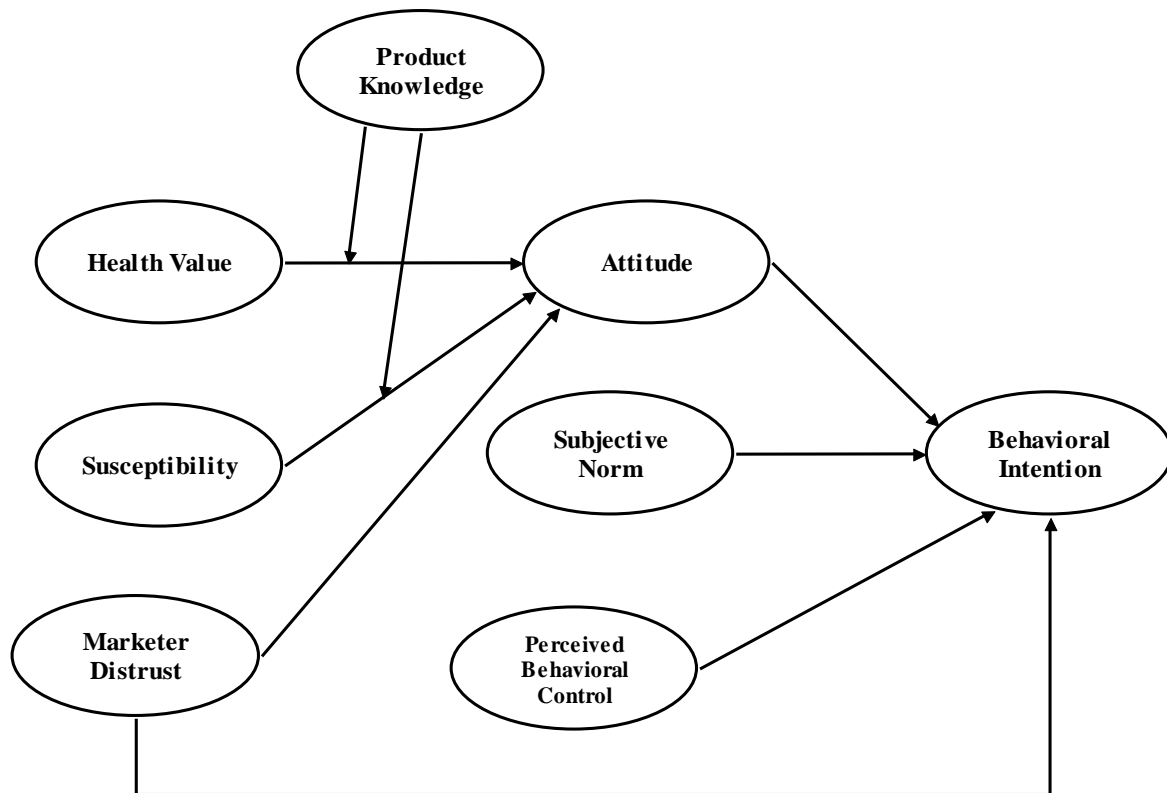 Product
Knowledge
Health Value
Attitude
Susceptibility
Subjective
Norm
Behavioral
Intention
Marketer
Distrust
Perceived
Behavioral
Control